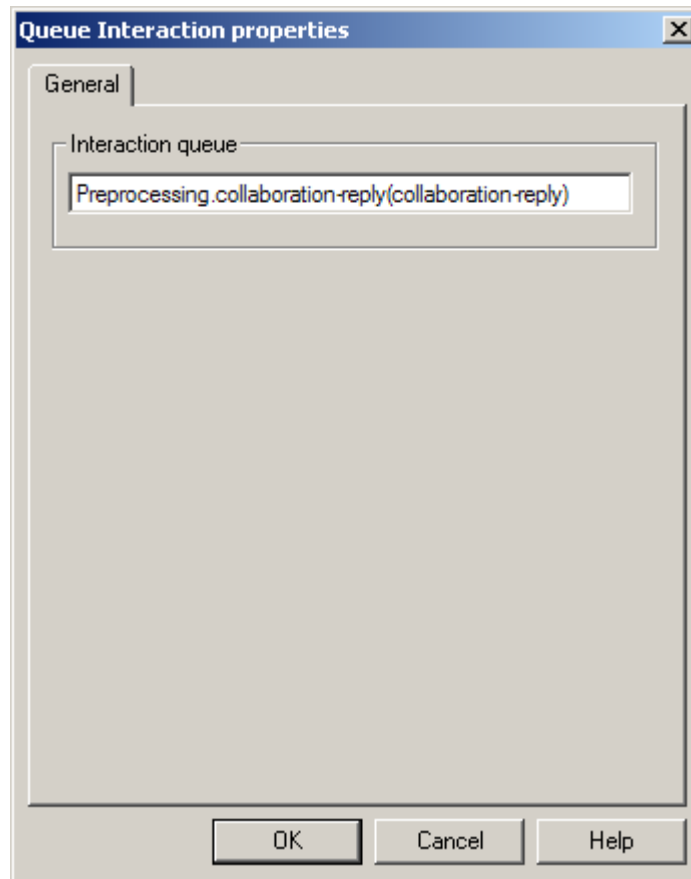 Queue Interaction properties
General
Interaction queue
Preprocessing.collaboration-reply(collaboration-reply)
OK Cancel Help